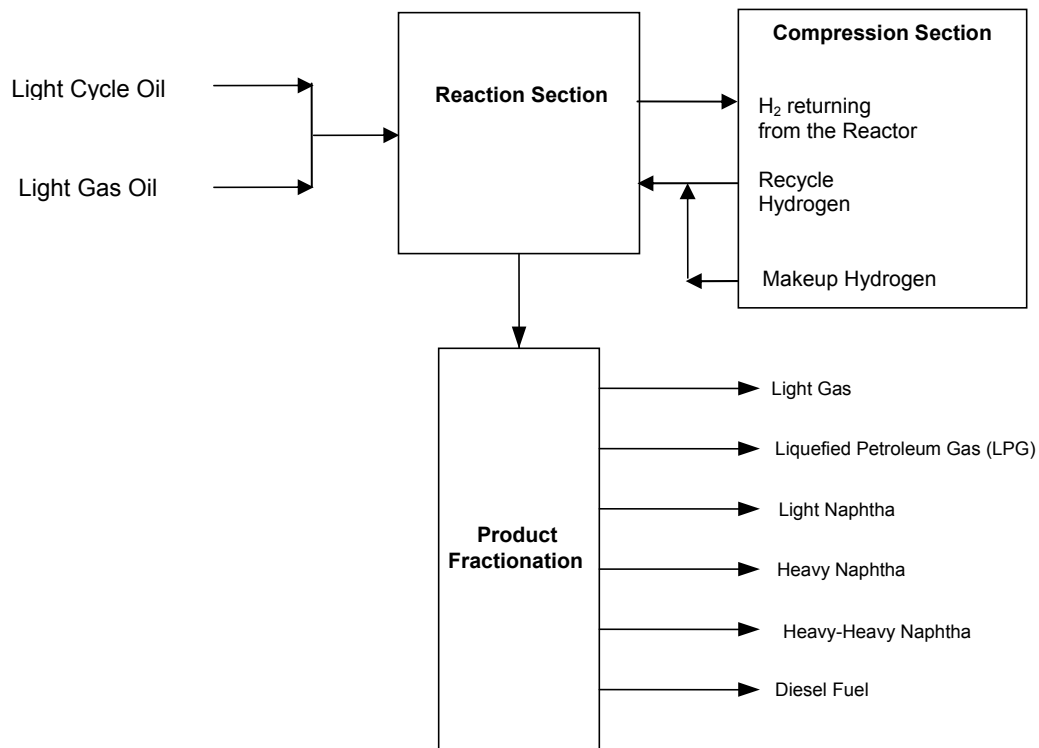 Compression Section
Light Cycle Oil
Reaction Section
H₂ returning
from the Reactor
Light Gas Oil
Recycle
Hydrogen
Makeup Hydrogen
Light Gas
Liquefied Petroleum Gas (LPG)
Light Naphtha
Product
Fractionation
Heavy Naphtha
Heavy-Heavy Naphtha
Diesel Fuel